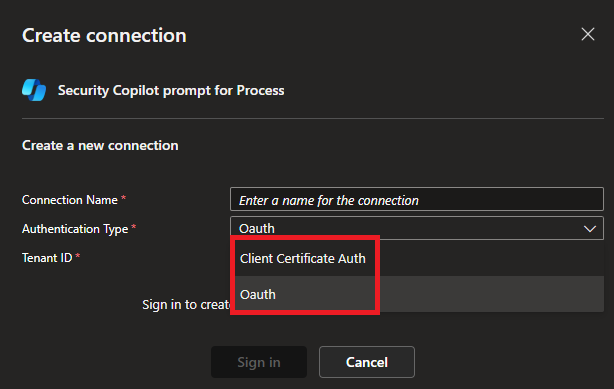 Create connection
Security Copilot prompt for Process
Create a new connection
Connection Name *
Enter a name for the connection
Authentication Type *
Oauth
Tenant ID *
Client Certificate Auth
Oauth
Sign in to create
Sign in
Cancel